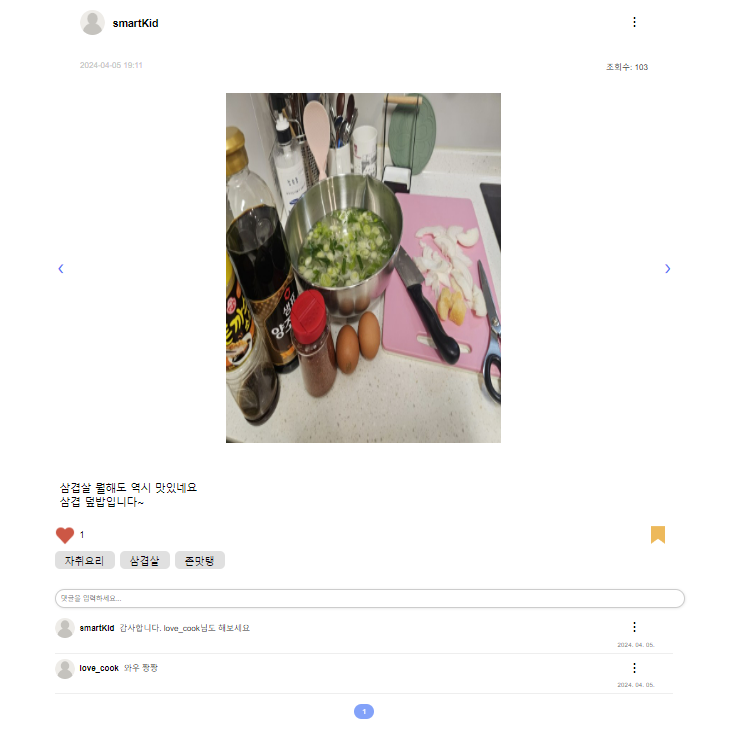 smartKid
2024-04-05 19:11
조회수: 103
샘표
양조
삼겹살 뭘해도 역시 맛있네요
삼겹 덮밥입니다~
1
자취요리 삼겹살 존맛탱
댓글을 입력하세요...
smartKid 감사합니다. love_cook님도 해보세요
2024. 04. 05.
love_cook 와우 짱짱
2024. 04. 05.
1